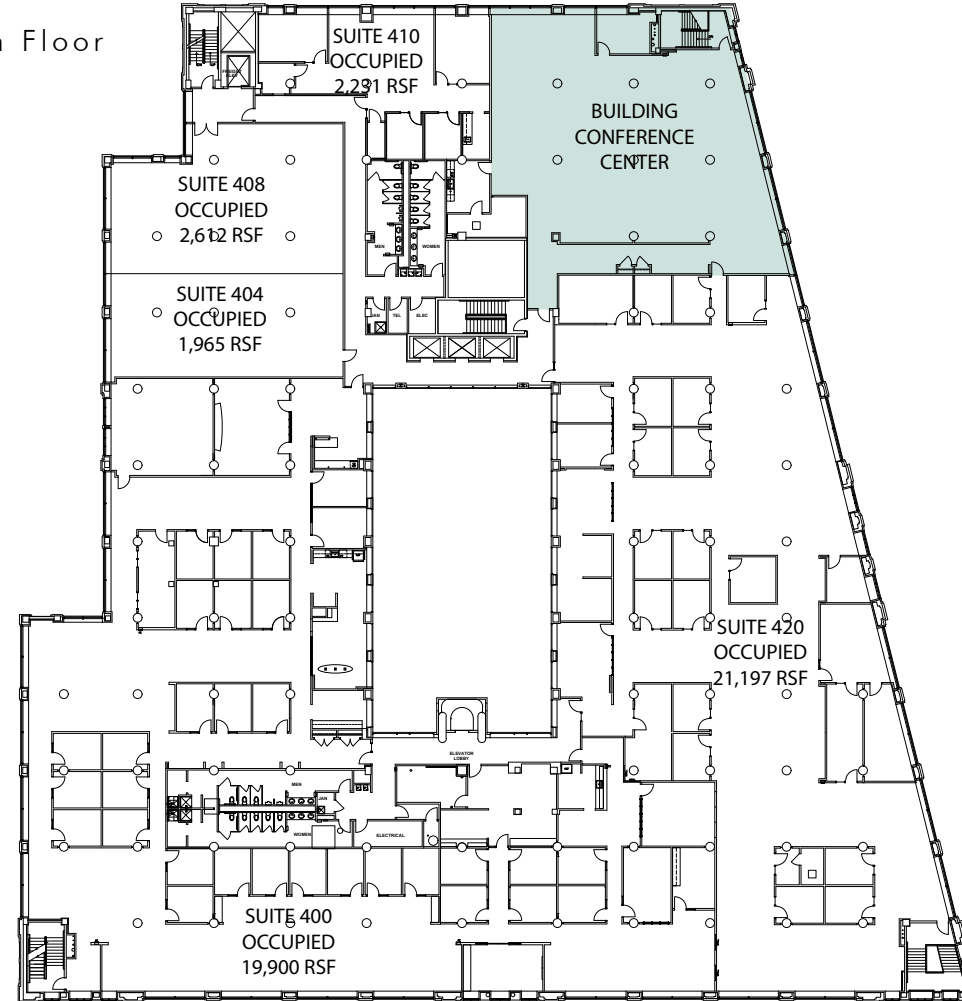 Floor
SUITE 410
OCCUPIED
2,231 RSF
BUILDING
CONFERENCE
CENTER
SUITE 408
OCCUPIED
2,612 RSF
MEN
WOMEN
SUITE 404
OCCUPIED
1,965 RSF
JAN
TEL
ELEC
SUITE 420
OCCUPIED
21,197 RSF
ELEVATOR
LOBBY
MEN
JAN
WOMEN
ELECTRICAL
SUITE 400
OCCUPIED
19,900 RSF